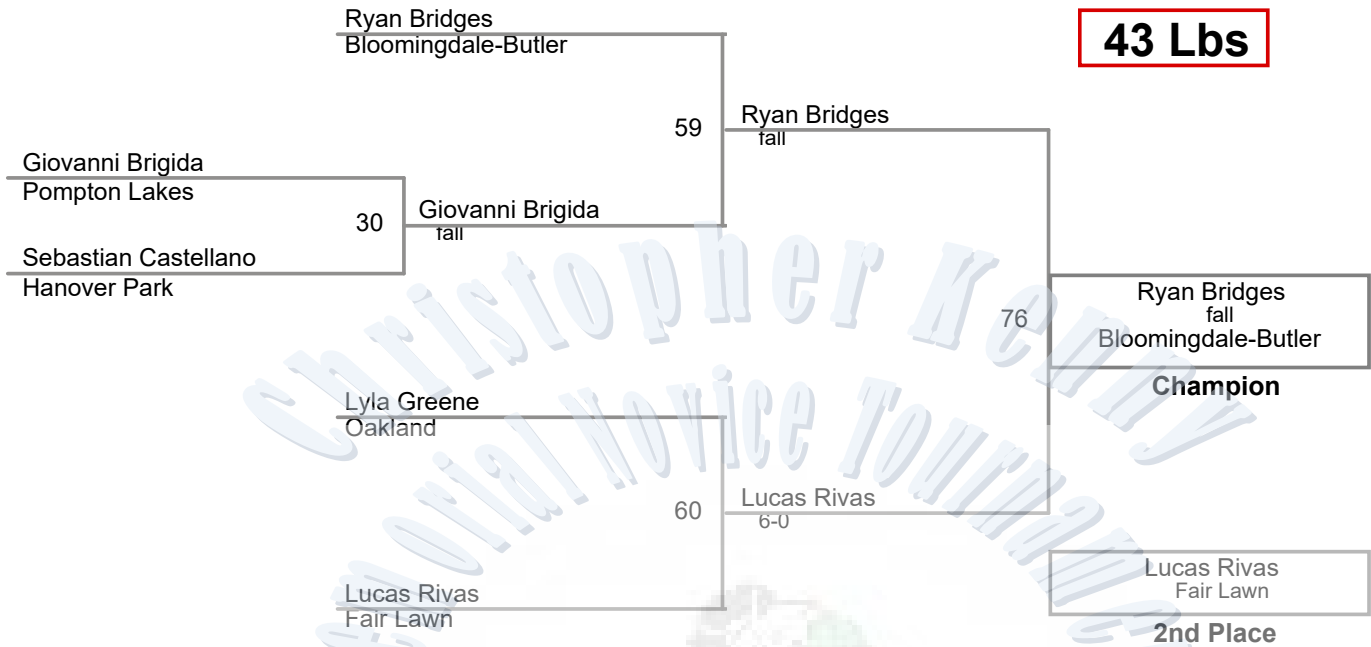 Ryan Bridges
Bloomingdale-Butler
43 Lbs
59
Ryan Bridges
fall
Giovanni Brigida
Pompton Lakes
30
Giovanni Brigida
fall
Sebastian Castellano
Hanover Park
Christopher Kenny
76
Ryan Bridges
fall
Bloomingdale-Butler
Champion
Lyla Greene
Oakland
emorial Novice Tourname
60
Lucas Rivas
6-0
Lucas Rivas
Fair Lawn
Lucas Rivas
Fair Lawn
2nd Place